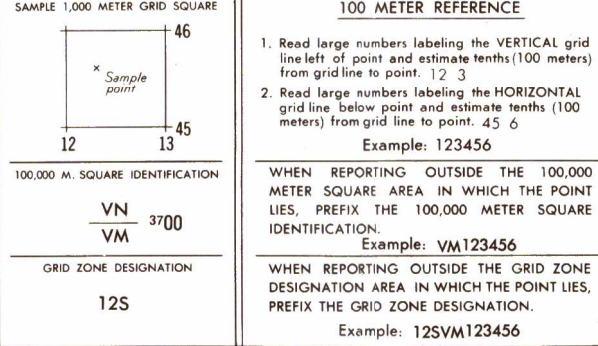 SAMPLE 1,000 METER GRID SQUARE
46
×
Sample
point
45
12
13
100,000 M. SQUARE IDENTIFICATION
VN
VM
3700
GRID ZONE DESIGNATION
12S
100 METER REFERENCE
1. Read large numbers labeling the VERTICAL grid
line left of point and estimate tenths (100 meters)
from grid line to point. 12 3
2. Read large numbers labeling the HORIZONTAL
grid line below point and estimate tenths (100
meters) from grid line to point. 45 6
Example: 123456
WHEN REPORTING OUTSIDE THE 100,000
METER SQUARE AREA IN WHICH THE POINT
LIES, PREFIX THE 100,000 METER SQUARE
IDENTIFICATION.
Example: VM123456
WHEN REPORTING OUTSIDE THE GRID ZONE
DESIGNATION AREA IN WHICH THE POINT LIES,
PREFIX THE GRID ZONE DESIGNATION.
Example: 12SVM123456